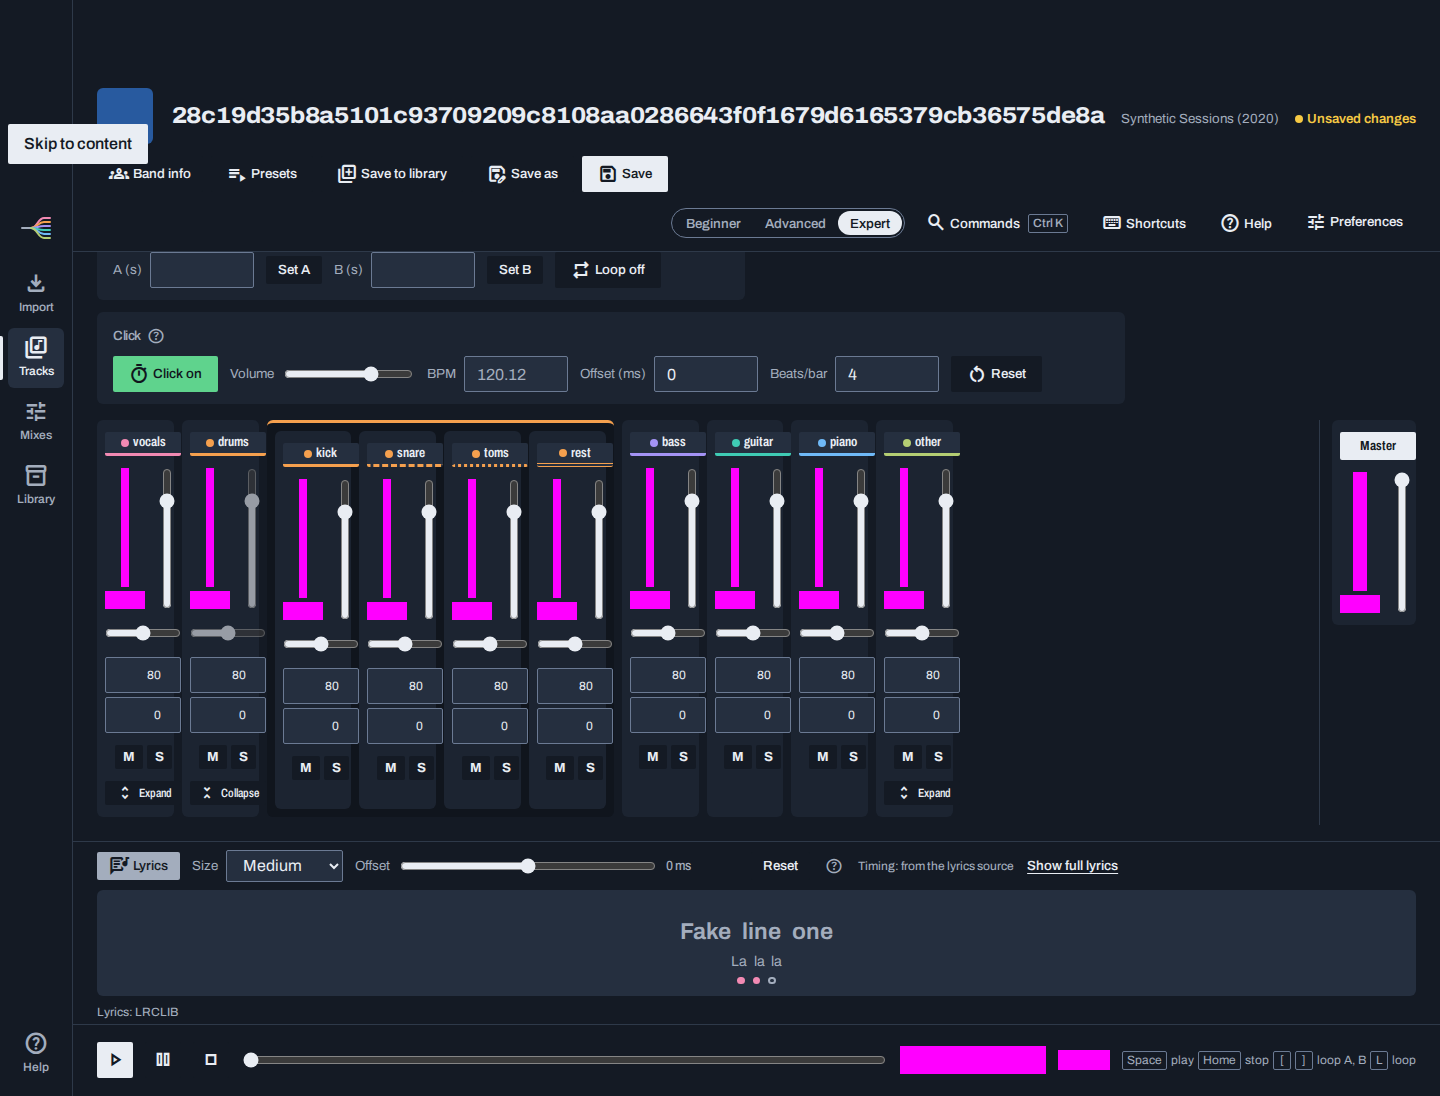 28c19d35b8a5101c93709209c8108aa0286643f0f1679d6165379cb36575de8a Synthetic Sessions (2020) Unsaved changes
Skip to content
Band info Presets Save to library Save as Save
Beginner Advanced Expert Commands Ctrl K Shortcuts Help Preferences
Import
Tracks
Mixes
Library
Help
A (s) Set A B (s) Set B Loop off
Click
Click on Volume BPM 120.12 Offset (ms) 0 Beats/bar 4 Reset
vocals drums kick snare toms rest bass guitar piano other Master
80 80 80 80 80 80 80 80 80 80
0 0 0 0 0 0 0 0 0 0
M S M S M S M S M S M S M S M S M S M S
Expand Collapse Expand
Lyrics Size Medium Offset 0 ms Reset Timing: from the lyrics source Show full lyrics
Fake line one
La la la
Lyrics: LRCLIB
Space play Home stop [ ] loop A, B L loop